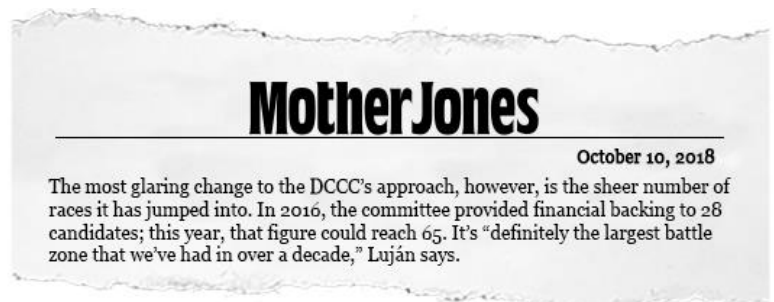 Mother Jones
October 10, 2018
The most glaring change to the DCCC’s approach, however, is the sheer number of
races it has jumped into. In 2016, the committee provided financial backing to 28
candidates; this year, that figure could reach 65. It’s “definitely the largest battle
zone that we’ve had in over a decade,” Luján says.